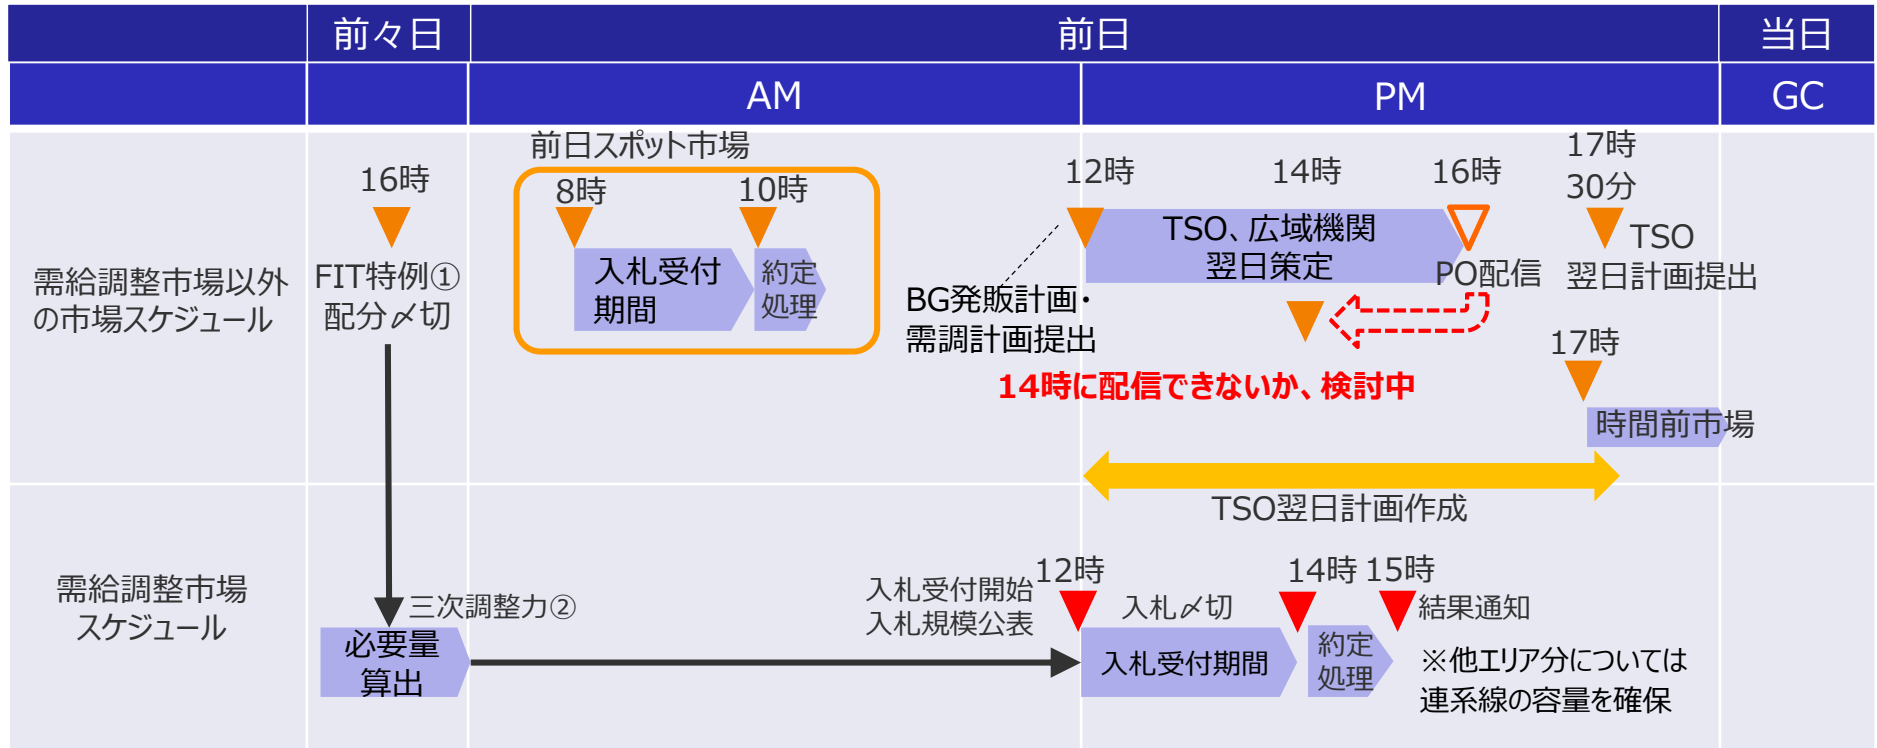 前々日
前日
当日
AM
PM
GC
需給調整市場以外
の市場スケジュール
16時
FIT特例①
配分〆切
前日スポット市場
8時
10時
入札受付
期間
約定
処理
12時
14時
16時
17時
30分
TSO、広域機関
翌日策定
BG発販計画・
需調計画提出
PO配信
TSO
翌日計画提出
14時に配信できないか、検討中
17時
時間前市場
TSO翌日計画作成
需給調整市場
スケジュール
三次調整力②
必要量
算出
入札受付開始
入札規模公表
12時
入札〆切
14時
15時
結果通知
入札受付期間
約定
処理
※他エリア分については
連系線の容量を確保